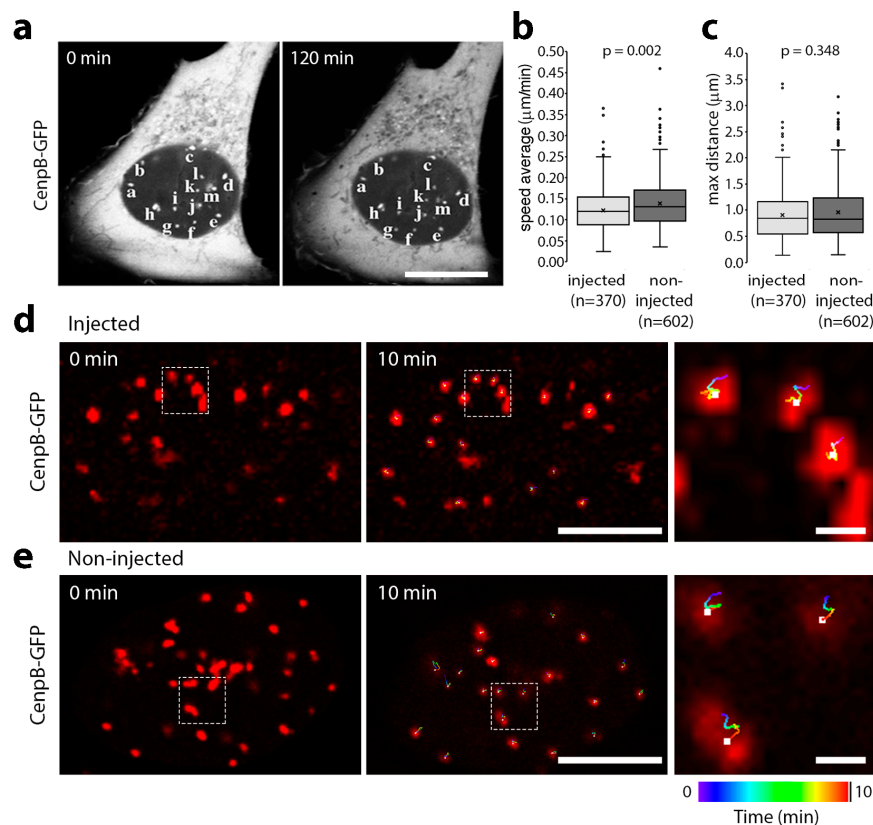 a
0 min
120 min
CenpB-GFP
a
b
c
d
e
f
g
h
i
j
k
l
m
a
b
c
d
e
f
g
h
i
j
k
l
m
b
p = 0.002
speed average (μm/min)
0.50
0.45
0.40
0.35
0.30
0.25
0.20
0.15
0.10
0.05
0.00
injected
(n=370)
non-
injected
(n=602)
c
p = 0.348
max distance (μm)
4.0
3.5
3.0
2.5
2.0
1.5
1.0
0.5
0.0
injected
(n=370)
non-
injected
(n=602)
d
Injected
0 min
10 min
CenpB-GFP
e
Non-injected
0 min
10 min
CenpB-GFP
0
10
Time (min)